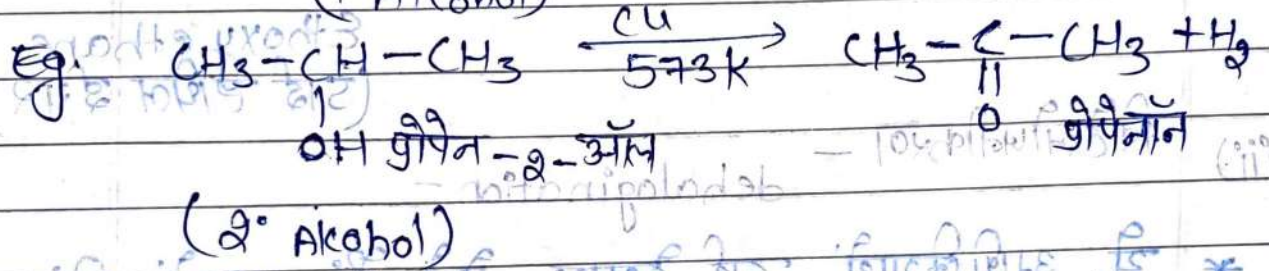 Eg. CH3-CH-CH3 Cu 573K → CH3-C-CH3 + H2
OH प्रोपेन-2-ऑल O प्रोपेनॉन
(2° Alcohol)